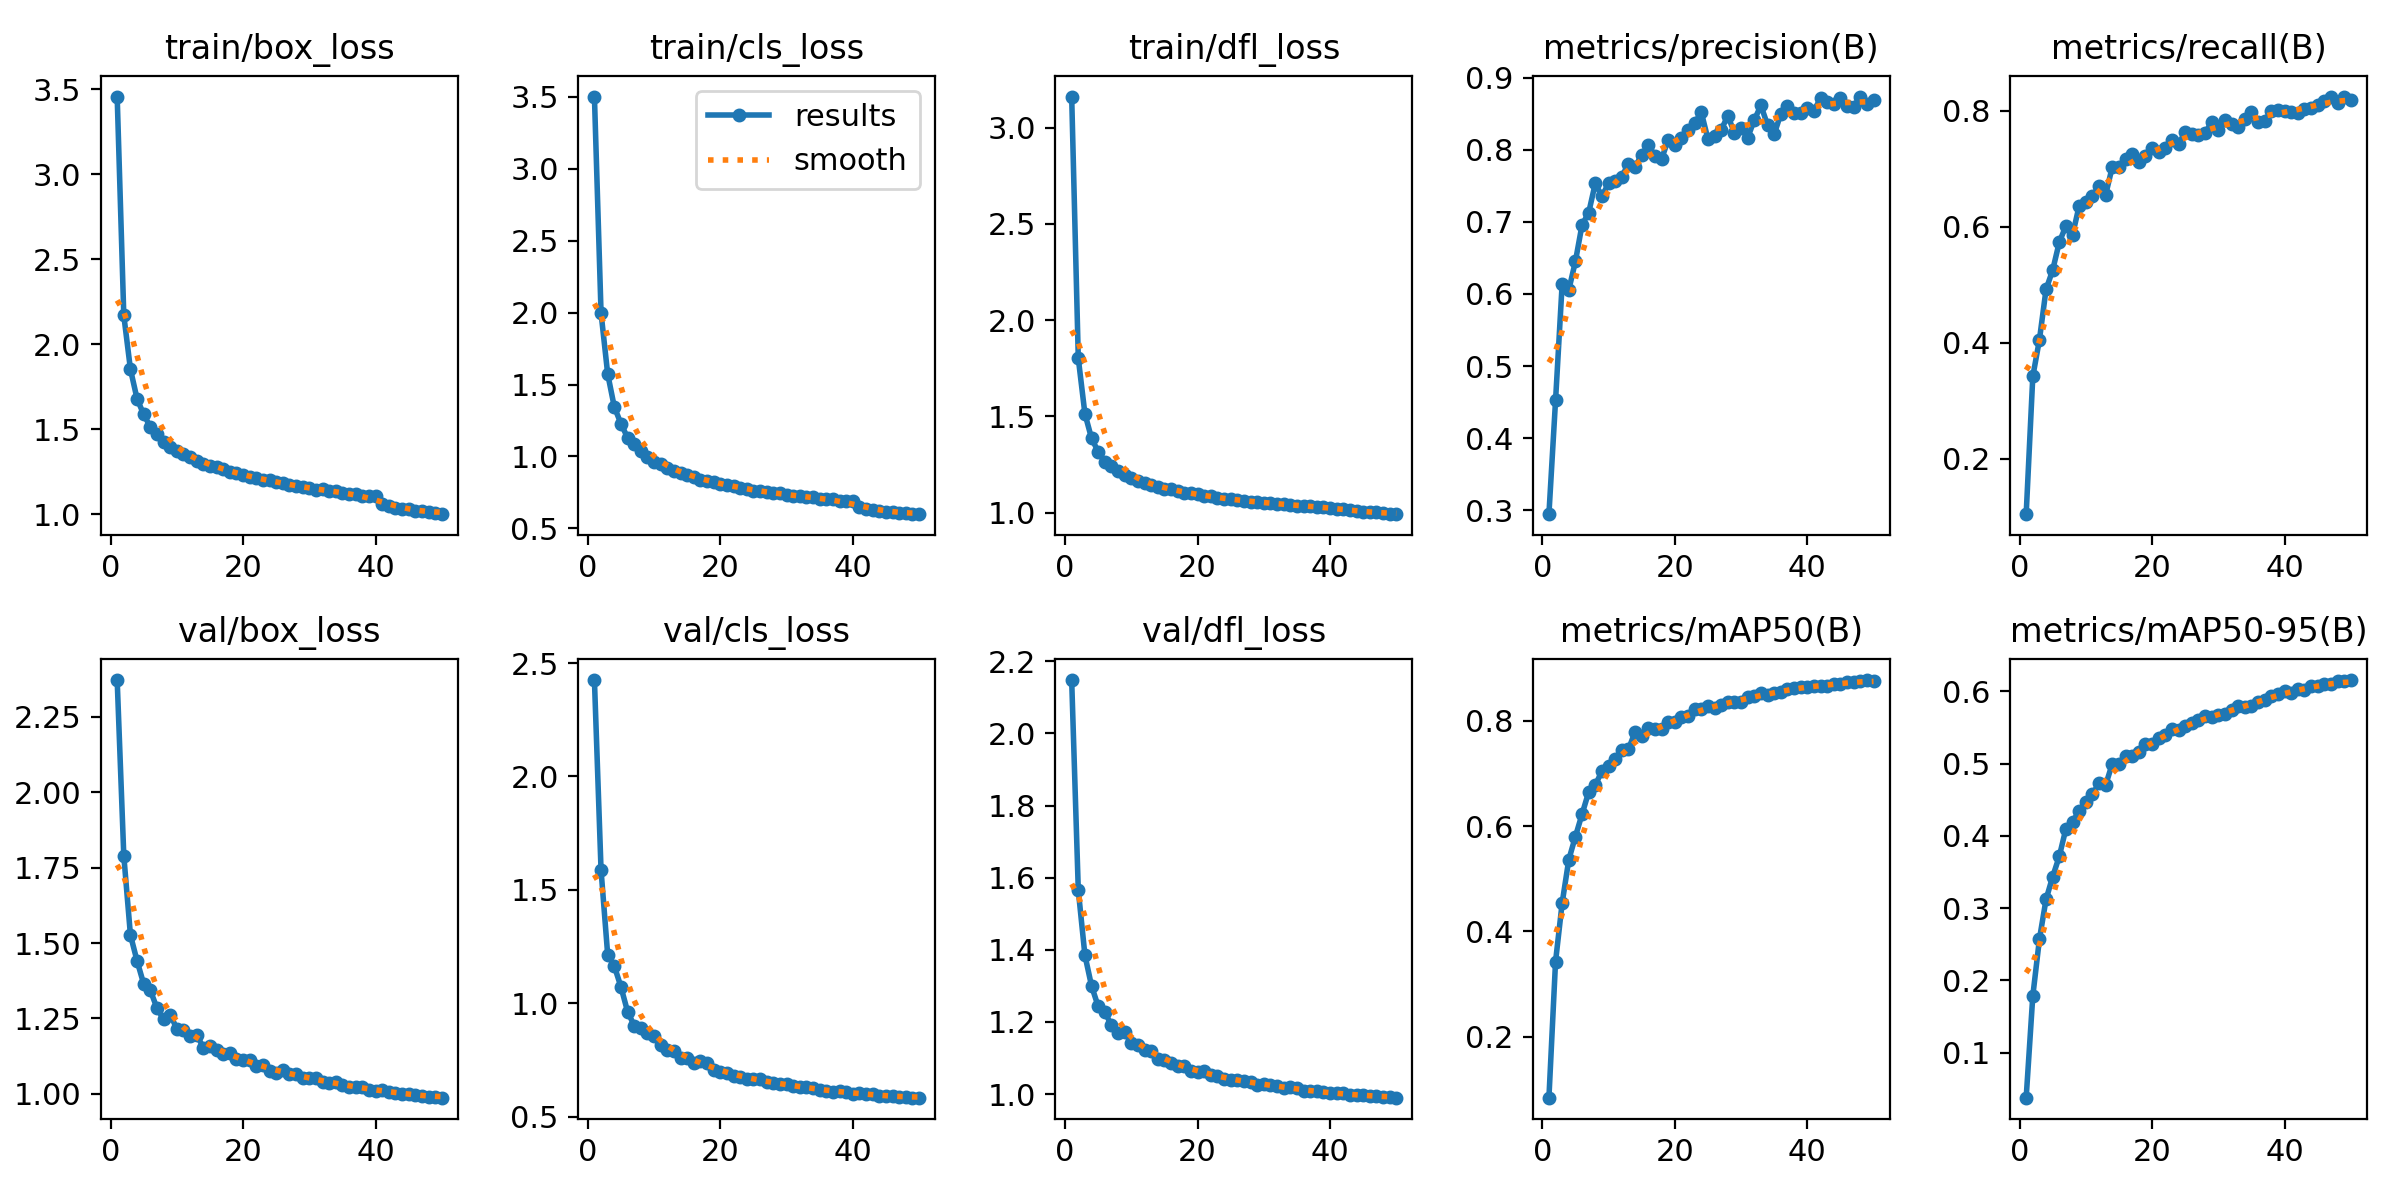 train/box_loss
3.5
3.0
2.5
2.0
1.5
1.0
0 20 40
train/cls_loss
results
smooth
3.5
3.0
2.5
2.0
1.5
1.0
0.5
0 20 40
train/dfl_loss
3.0
2.5
2.0
1.5
1.0
0 20 40
metrics/precision(B)
0.9
0.8
0.7
0.6
0.5
0.4
0.3
0 20 40
metrics/recall(B)
0.8
0.6
0.4
0.2
0 20 40
val/box_loss
2.25
2.00
1.75
1.50
1.25
1.00
0 20 40
val/cls_loss
2.5
2.0
1.5
1.0
0.5
0 20 40
val/dfl_loss
2.2
2.0
1.8
1.6
1.4
1.2
1.0
0 20 40
metrics/mAP50(B)
0.8
0.6
0.4
0.2
0 20 40
metrics/mAP50-95(B)
0.6
0.5
0.4
0.3
0.2
0.1
0 20 40